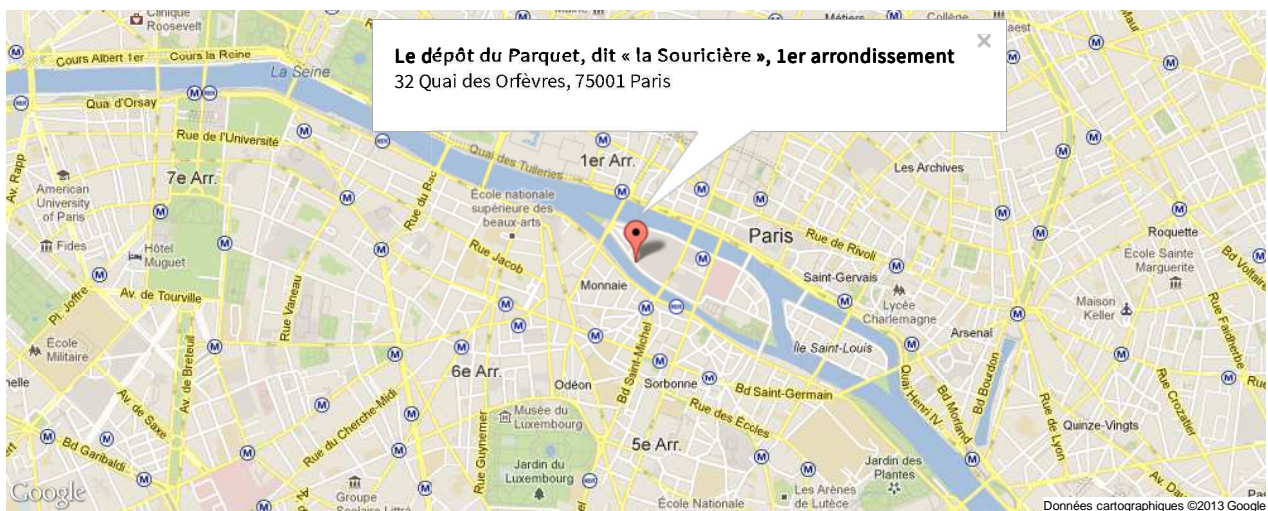 Le dépôt du Parquet, dit « la Souricière », 1er arrondissement
32 Quai des Orfèvres, 75001 Paris
Clinique
Roosevelt
Cours Albert 1er
Cours la Reine
La Seine
Métiers
Collège
Maur
Quai d'Orsay
Rue de l'Université
Quai des Tuileries
1er Arr.
Les Archives
Av. Rapp
American
University
of Paris
7e Arr.
Rue du Bac
École nationale
supérieure des
beaux-arts
Paris
Rue de Rivoli
Roquette
Fides
Hôtel
Muguet
Rue Jacob
Saint-Gervais
Ecole Sainte
Marguerite
Bd Voltaire
Pl. Joffre
Av. de Tourville
Rue Vaneau
Monnaie
Lycée
Charlemagne
Maison
Keller
Rue Faidherbe
École
Militaire
Av. de Breteuil
Bd Saint-Michel
Île Saint-Louis
Arsenal
6e Arr.
Odéon
Sorbonne
Bd Saint-Germain
Quai Henri IV
Bd Morland
Bd Bourdon
Av. de Saxe
Rue du Cherche-Midi
Musée du
Luxembourg
Rue des Écoles
Rue de Lyon
Rue Crozatier
Quinze-Vingts
Bd Garibaldi
Rue Guynemer
5e Arr.
Jardin du
Luxembourg
Jardin des
Plantes
Google
Groupe
Scolaire Littré
École Nationale
Les Arènes
de Lutèce
Données cartographiques ©2013 Google